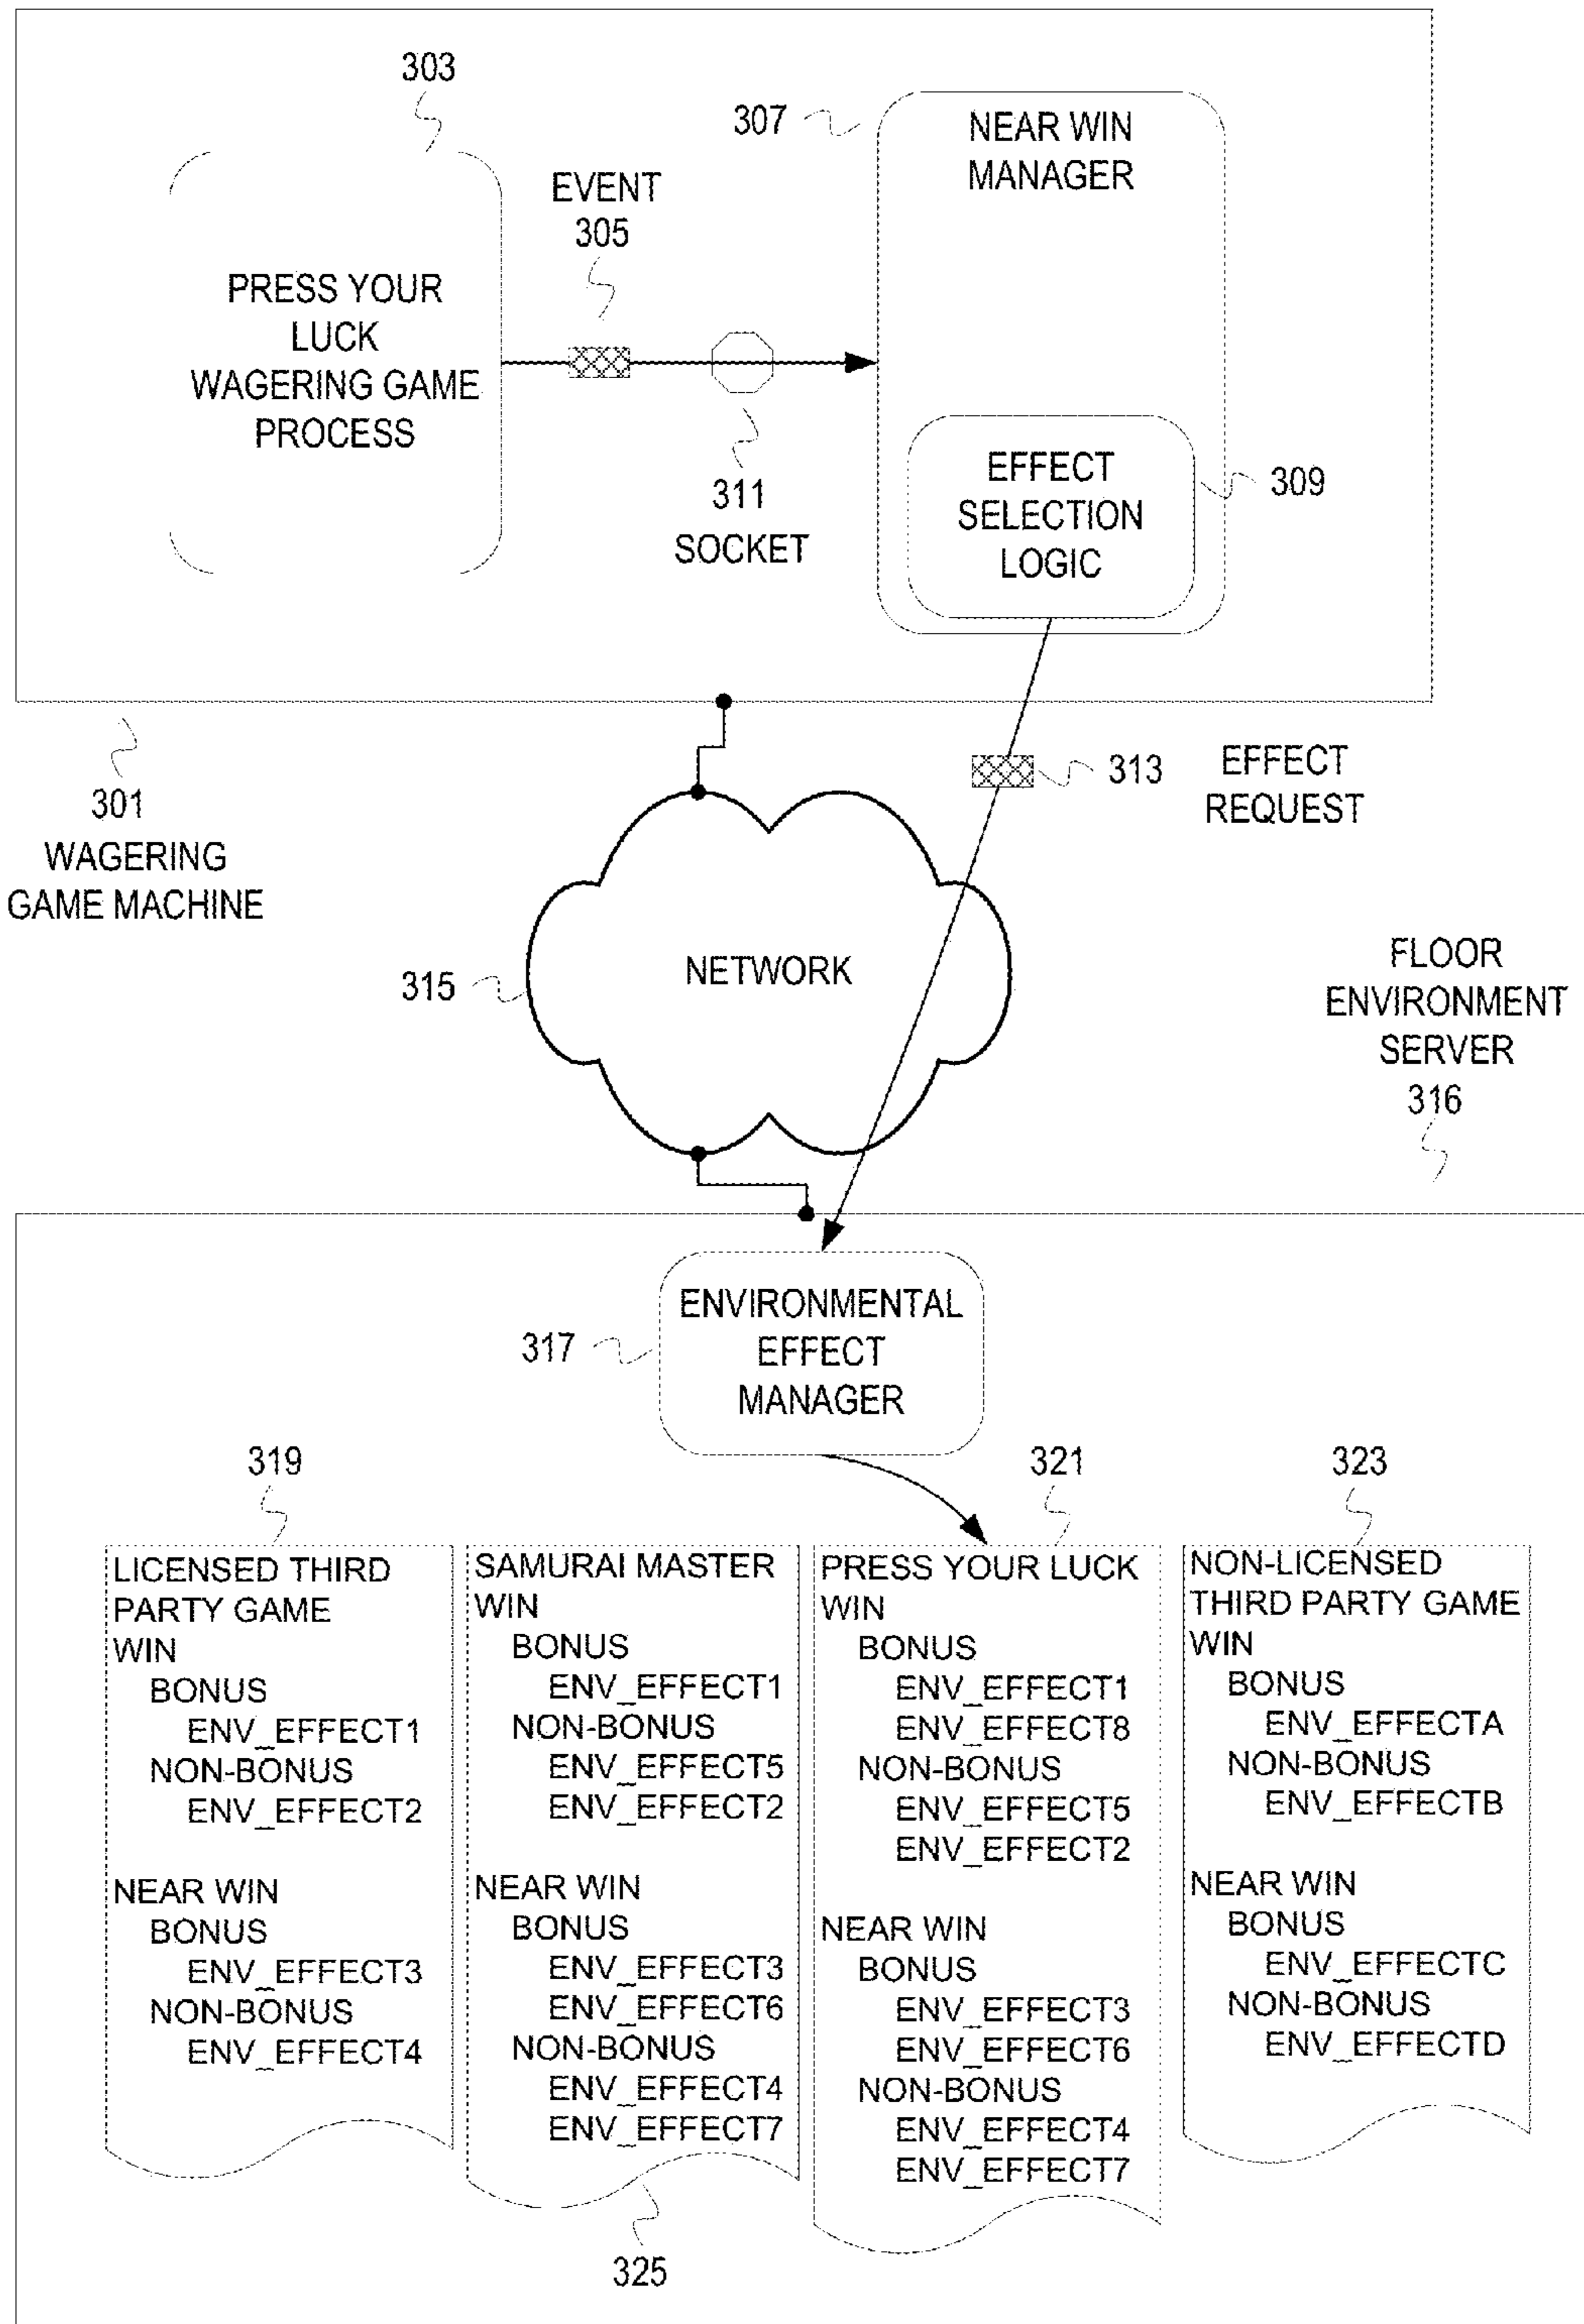 303
307
NEAR WIN
MANAGER
EVENT
305
PRESS YOUR
LUCK
WAGERING GAME
PROCESS
311
SOCKET
EFFECT
SELECTION
LOGIC
309
301
WAGERING
GAME MACHINE
313
EFFECT
REQUEST
315
NETWORK
FLOOR
ENVIRONMENT
SERVER
316
317
ENVIRONMENTAL
EFFECT
MANAGER
319
LICENSED THIRD
PARTY GAME
WIN
BONUS
ENV_EFFECT1
NON-BONUS
ENV_EFFECT2
NEAR WIN
BONUS
ENV_EFFECT3
NON-BONUS
ENV_EFFECT4
SAMURAI MASTER
WIN
BONUS
ENV_EFFECT1
NON-BONUS
ENV_EFFECT5
ENV_EFFECT2
NEAR WIN
BONUS
ENV_EFFECT3
ENV_EFFECT6
NON-BONUS
ENV_EFFECT4
ENV_EFFECT7
325
321
PRESS YOUR LUCK
WIN
BONUS
ENV_EFFECT1
ENV_EFFECT8
NON-BONUS
ENV_EFFECT5
ENV_EFFECT2
NEAR WIN
BONUS
ENV_EFFECT3
ENV_EFFECT6
NON-BONUS
ENV_EFFECT4
ENV_EFFECT7
323
NON-LICENSED
THIRD PARTY GAME
WIN
BONUS
ENV_EFFECTA
NON-BONUS
ENV_EFFECTB
NEAR WIN
BONUS
ENV_EFFECTC
NON-BONUS
ENV_EFFECTD